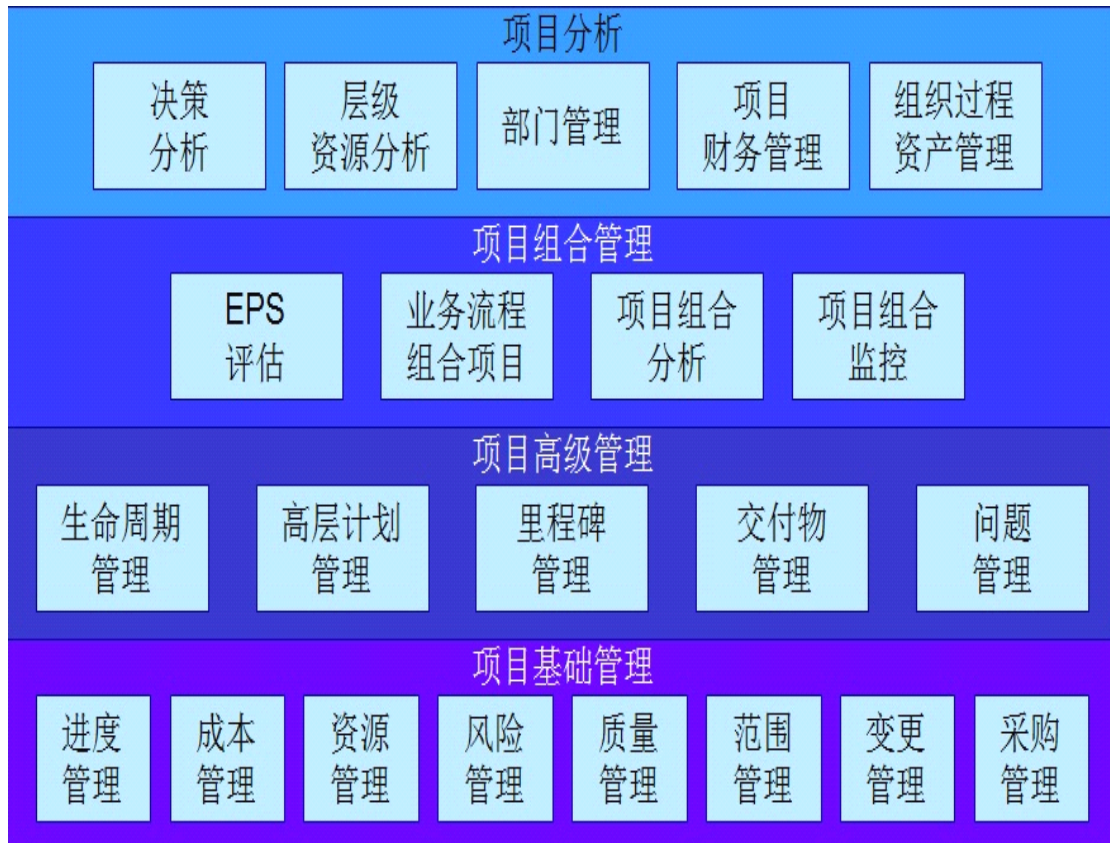 项目分析
决策
分析
层级
资源分析
部门管理
项目
财务管理
组织过程
资产管理
项目组合管理
EPS
评估
业务流程
组合项目
项目组合
分析
项目组合
监控
项目高级管理
生命周期
管理
高层计划
管理
里程碑
管理
交付物
管理
问题
管理
项目基础管理
进度
管理
成本
管理
资源
管理
风险
管理
质量
管理
范围
管理
变更
管理
采购
管理